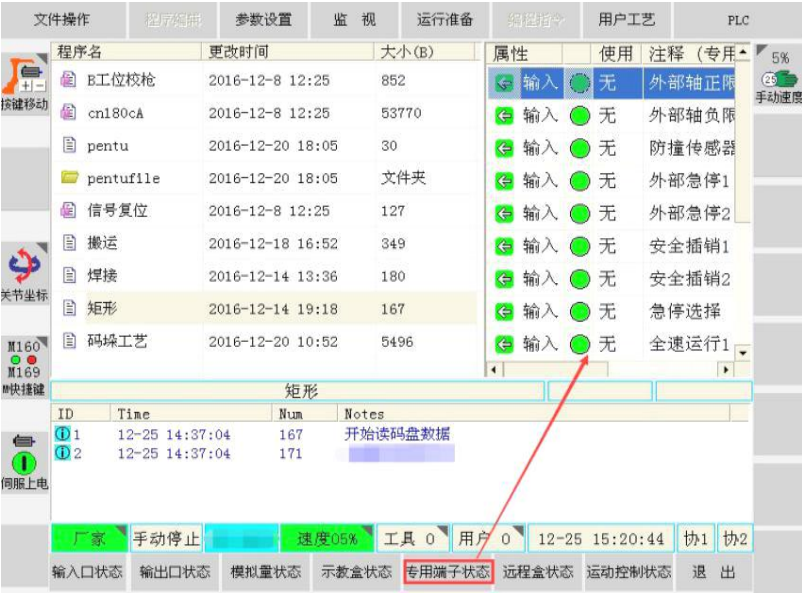 文件操作 参数设置 监 视 运行准备 用户工艺 PLC
程序名 更改时间 大小(B) 属性 使用 注释 (专用
5%
手动速度
按键移动
B工位校枪 2016-12-8 12:25 852 输入 无 外部轴正限
cn180cA 2016-12-8 12:25 53770 输入 无 外部轴负限
pentu 2016-12-20 18:05 30 输入 无 防撞传感器
pentufile 2016-12-20 18:05 文件夹 输入 无 外部急停1
信号复位 2016-12-8 12:25 127 输入 无 外部急停2
搬运 2016-12-18 16:52 349 输入 无 安全插销1
焊接 2016-12-14 13:36 180 输入 无 安全插销2
关节坐标
矩形 2016-12-14 19:18 167 输入 无 急停选择
码垛工艺 2016-12-20 10:52 5496 输入 无 全速运行1
M160
M169
M快捷键
矩形
ID Time Num Notes
1 12-25 14:37:04 167 开始读码盘数据
2 12-25 14:37:04 171
伺服上电
厂家 手动停止 速度05% 工具 0 用户 0 12-25 15:20:44 协1 协2
输入口状态 输出口状态 模拟量状态 示教盒状态 专用端子状态 远程盒状态 运动控制状态 退 出